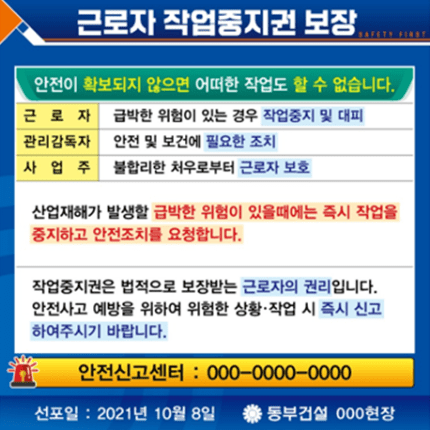 근로자 작업중지권 보장
SAFETY FIRST
안전이 확보되지 않으면 어떠한 작업도 할 수 없습니다.
근 로 자 급박한 위험이 있는 경우 작업중지 및 대피
관리감독자 안전 및 보건에 필요한 조치
사 업 주 불합리한 처우로부터 근로자 보호
산업재해가 발생할 급박한 위험이 있을때에는 즉시 작업을
중지하고 안전조치를 요청합니다.
작업중지권은 법적으로 보장받는 근로자의 권리입니다.
안전사고 예방을 위하여 위험한 상황·작업 시 즉시 신고
하여주시기 바랍니다.
안전신고센터 : 000-0000-0000
선포일 : 2021년 10월 8일 동부건설 000현장